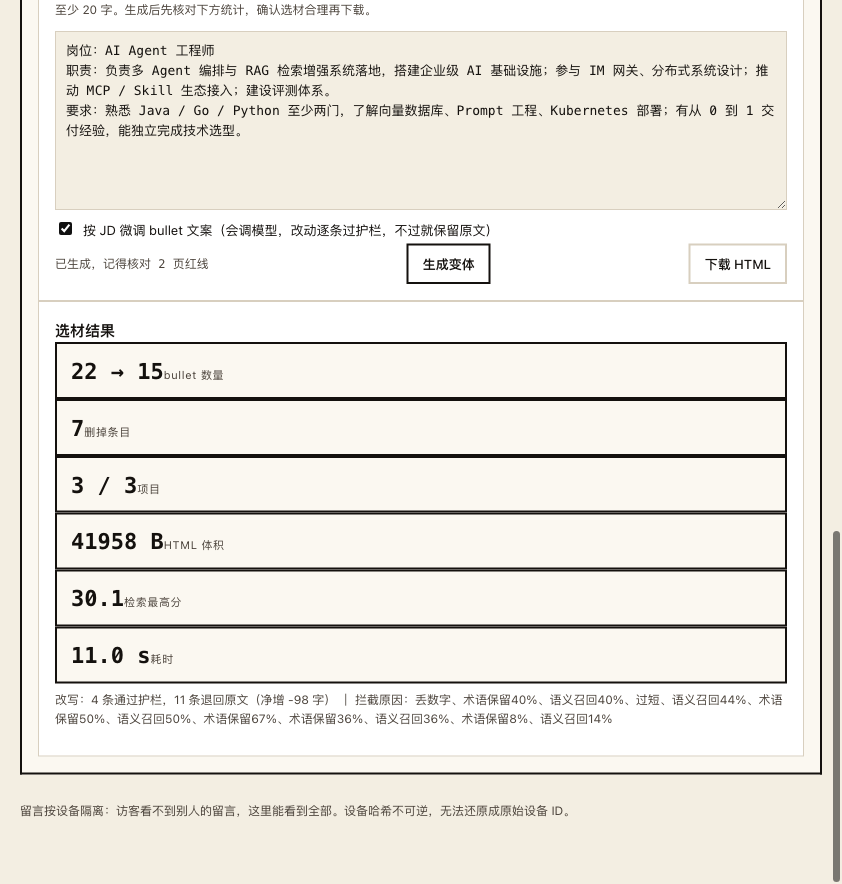 至少 20 字。生成后先核对下方统计，确认选材合理再下载。
岗位：AI Agent 工程师
职责：负责多 Agent 编排与 RAG 检索增强系统落地，搭建企业级 AI 基础设施；参与 IM 网关、分布式系统设计；推
动 MCP / Skill 生态接入；建设评测体系。
要求：熟悉 Java / Go / Python 至少两门，了解向量数据库、Prompt 工程、Kubernetes 部署；有从 0 到 1 交
付经验，能独立完成技术选型。
按 JD 微调 bullet 文案（会调模型，改动逐条过护栏，不过就保留原文）
已生成，记得核对 2 页红线
生成变体
下载 HTML
选材结果
22 → 15bullet 数量
7删掉条目
3 / 3项目
41958 BHTML 体积
30.1检索最高分
11.0 s耗时
改写：4 条通过护栏，11 条退回原文（净增 -98 字）｜ 拦截原因：丢数字、术语保留40%、语义召回40%、过短、语义召回44%、术语
保留50%、语义召回50%、术语保留67%、术语保留36%、语义召回36%、术语保留8%、语义召回14%
留言按设备隔离：访客看不到别人的留言，这里能看到全部。设备哈希不可逆，无法还原成原始设备 ID。